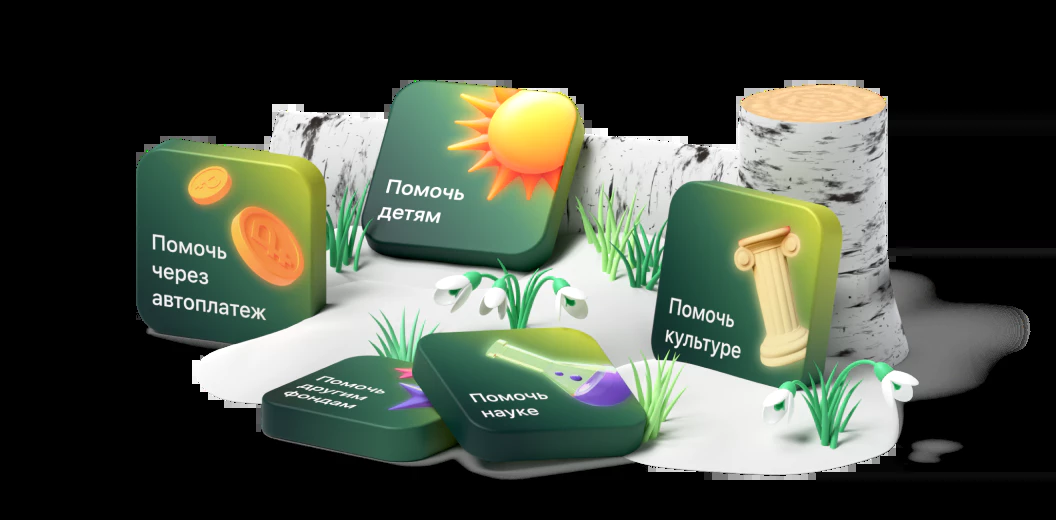 Помочь
детям
Помочь
через
автоплатеж
Помочь
культуре
Помочь
другим
фондам
Помочь
науке